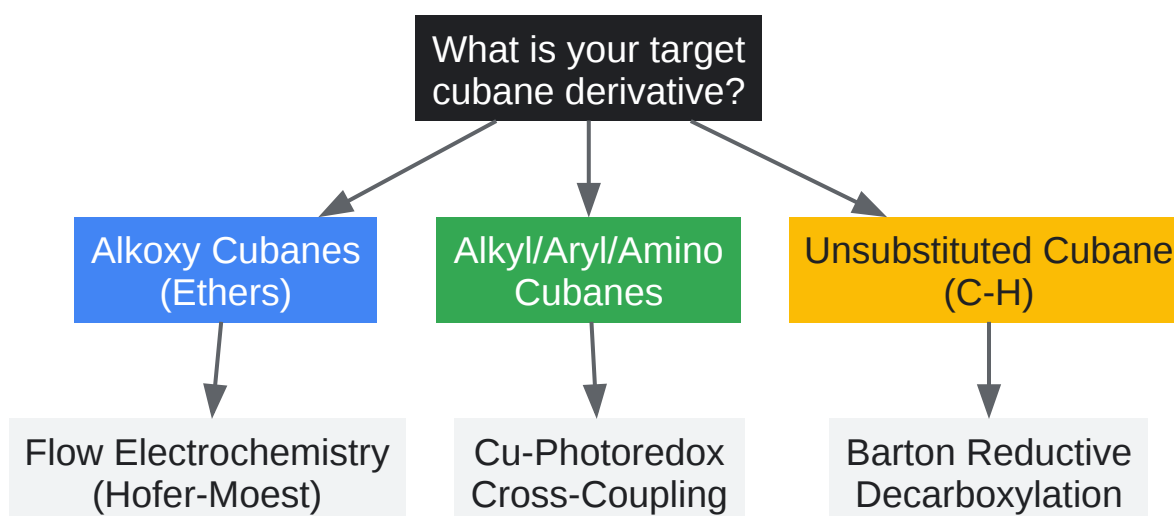 What is your target
cubane derivative?
Alkoxy Cubanes
(Ethers)
Alkyl/Aryl/Amino
Cubanes
Unsubstituted Cubane
(C-H)
Flow Electrochemistry
(Hofer-Moest)
Cu-Photoredox
Cross-Coupling
Barton Reductive
Decarboxylation